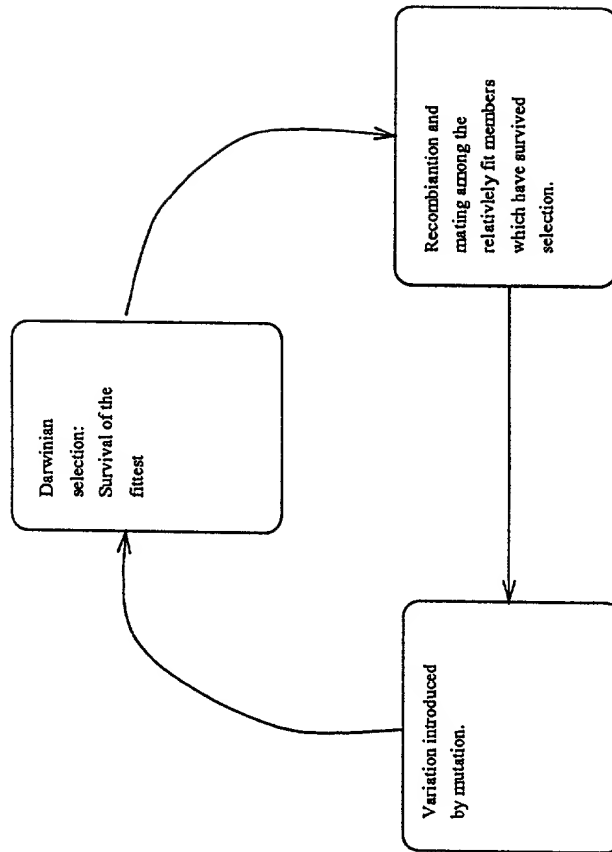 Darwinian
selection:
Survival of the
fittest
Recombiantion and
mating among the
relativlely fit members
which have survived
selection.
Variation introduced
by mutation.